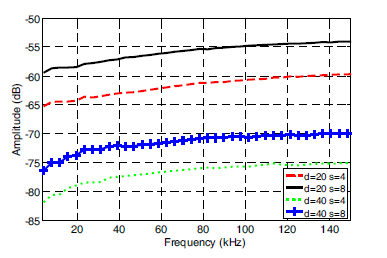 -50
-55
-60
-65
-70
-75
-80
-85
Amplitude (dB)
20 40 60 80 100 120 140
Frequency (kHz)
d=20 s=4
d=20 s=8
d=40 s=4
d=40 s=8